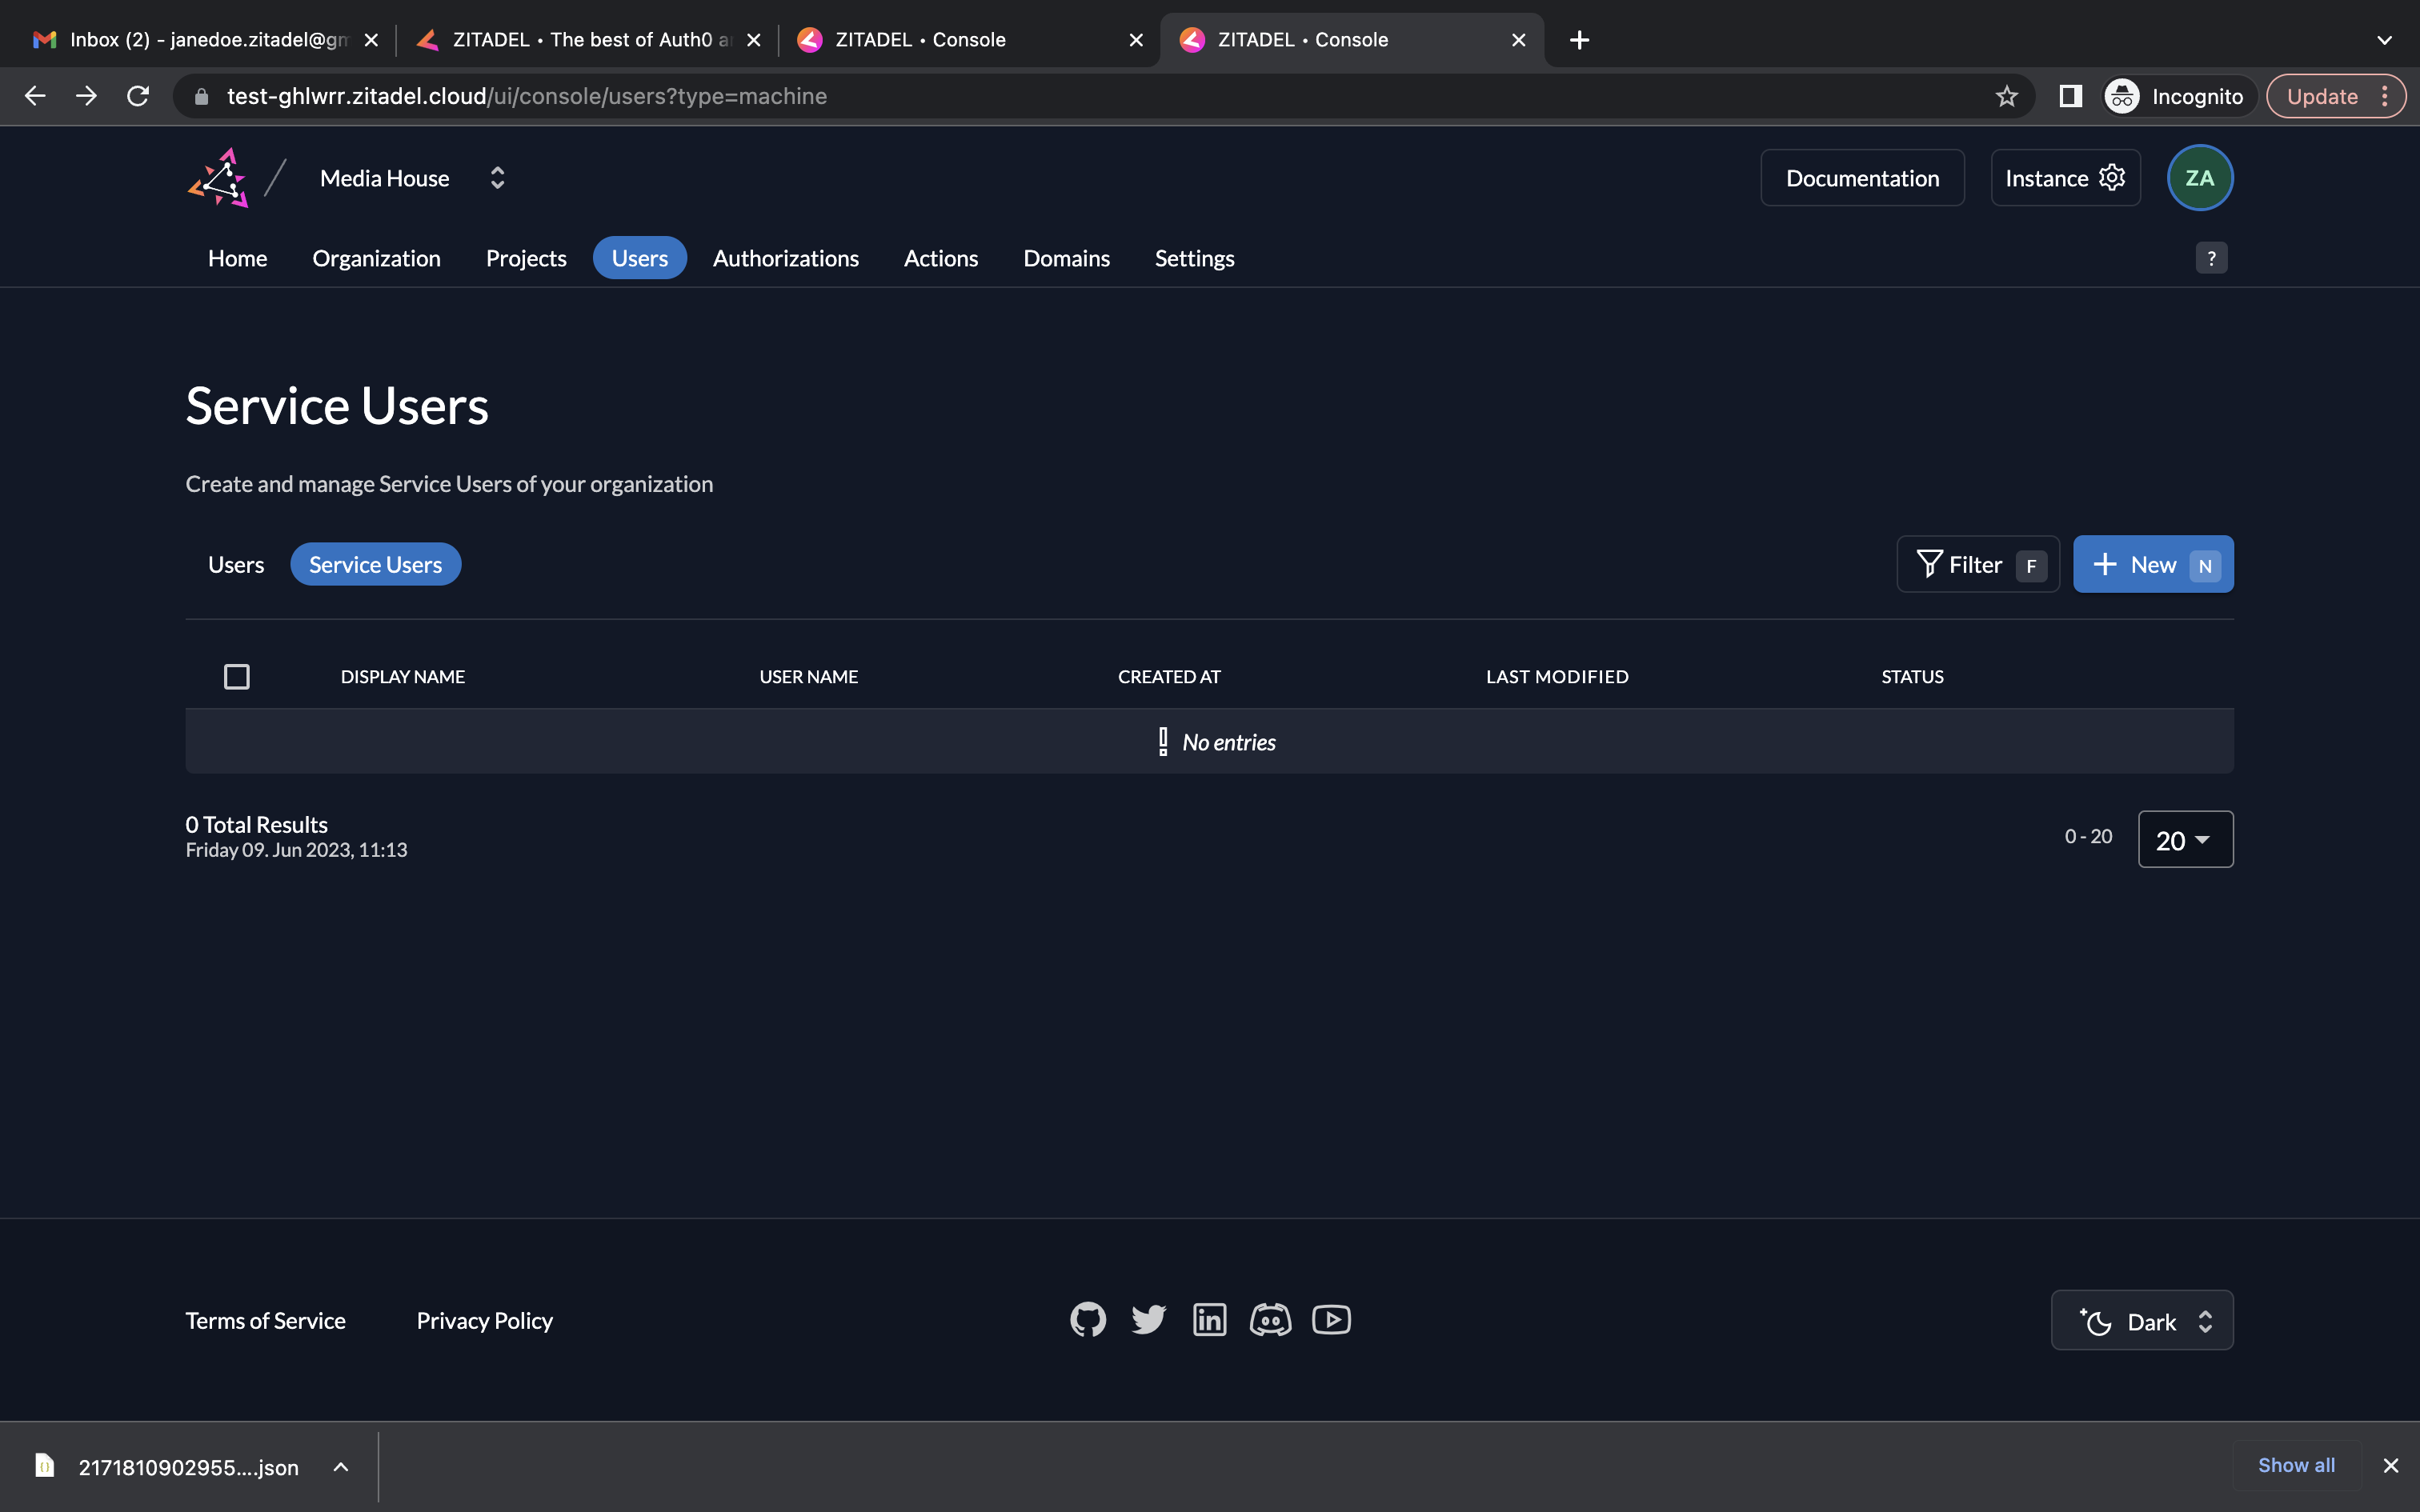 Inbox (2) - janedoe.zitadel@gm
ZITADEL • The best of Auth0 a
ZITADEL • Console
ZITADEL • Console
test-ghlwrr.zitadel.cloud/ui/console/users?type=machine
Incognito
Update
Media House
Documentation
Instance
ZA
Home
Organization
Projects
Users
Authorizations
Actions
Domains
Settings
?
Service Users
Create and manage Service Users of your organization
Users
Service Users
Filter F
New N
DISPLAY NAME
USER NAME
CREATED AT
LAST MODIFIED
STATUS
No entries
0 Total Results
Friday 09. Jun 2023, 11:13
0 - 20
20
Terms of Service
Privacy Policy
Dark
2171810902955....json
Show all